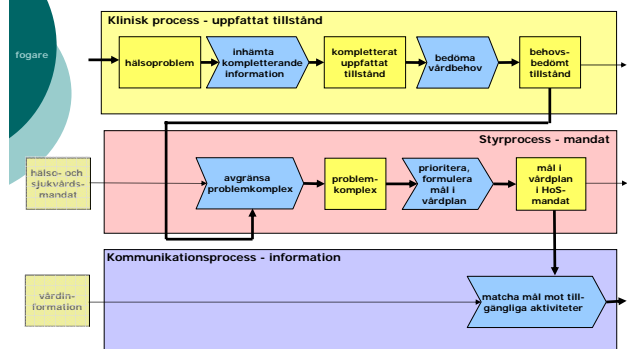 Klinisk process - uppfattat tillstånd
fogare
hälsoproblem
inhämta
kompletterande
information
kompletterat
uppfattat
tillstånd
bedöma
vårdbehov
behovs-
bedömt
tillstånd
Styrprocess - mandat
hälso- och
sjukvårds-
mandat
avgränsa
problemkomplex
problem-
komplex
prioritera,
formulera
mål i
vårdplan
mål i
vårdplan
i HoS-
mandat
Kommunikationsprocess - information
vårdin-
formation
matcha mål mot till-
gängliga aktiviteter